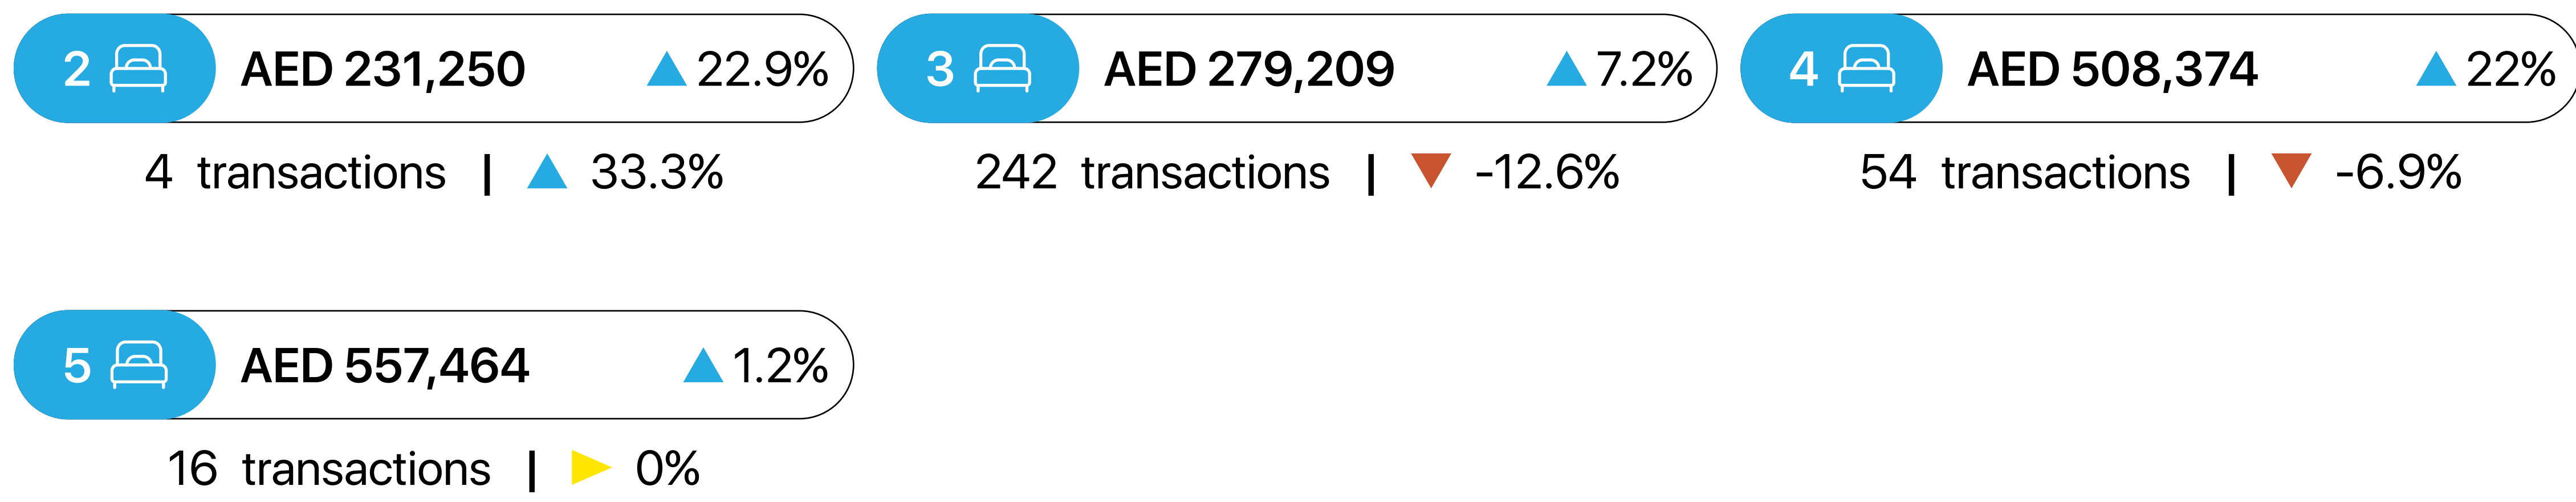 2 AED 231,250 22.9% 3 AED 279,209 7.2% 4 AED 508,374 22%
4 transactions | 33.3% 242 transactions | -12.6% 54 transactions | -6.9%
5 AED 557,464 1.2%
16 transactions | 0%